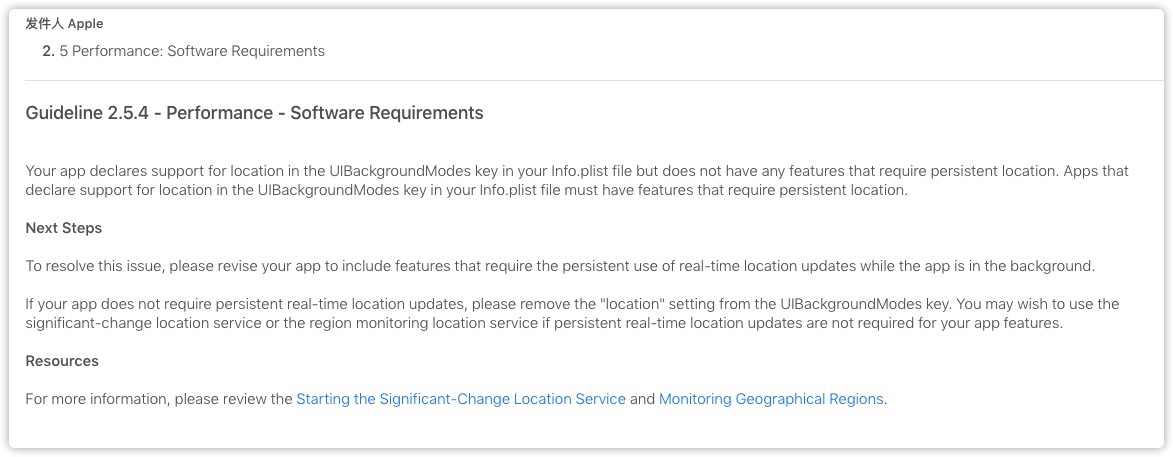 发件人 Apple
2. 5 Performance: Software Requirements
Guideline 2.5.4 - Performance - Software Requirements
Your app declares support for location in the UIBackgroundModes key in your Info.plist file but does not have any features that require persistent location. Apps that
declare support for location in the UIBackgroundModes key in your Info.plist file must have features that require persistent location.
Next Steps
To resolve this issue, please revise your app to include features that require the persistent use of real-time location updates while the app is in the background.
If your app does not require persistent real-time location updates, please remove the "location" setting from the UIBackgroundModes key. You may wish to use the
significant-change location service or the region monitoring location service if persistent real-time location updates are not required for your app features.
Resources
For more information, please review the Starting the Significant-Change Location Service and Monitoring Geographical Regions.